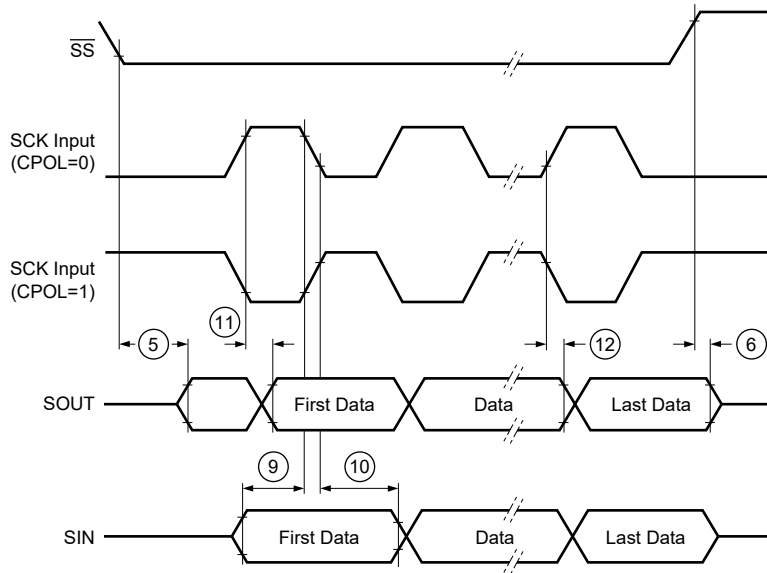 SS
SCK Input
(CPOL=0)
SCK Input
(CPOL=1)
11
5
12
6
SOUT
First Data
Data
Last Data
9
10
SIN
First Data
Data
Last Data